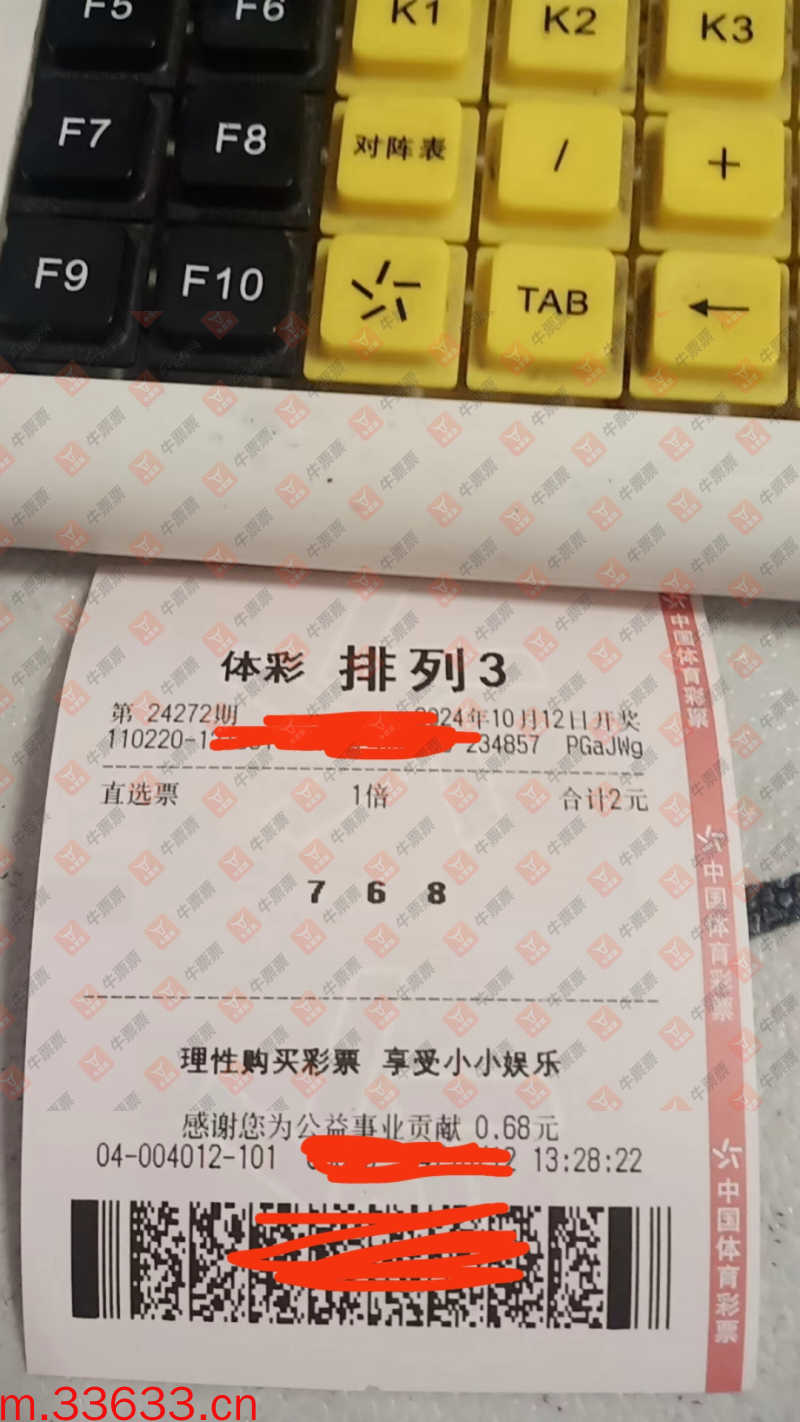 F5 F6 K1 K2 K3
F7 F8 对阵表 / +
F9 F10 TAB ←
体彩 排列3
第 24272期 2024年10月12日开奖
110220-1 234857 PGaJWg
直选票 1倍 合计2元
7 6 8
理性购买彩票 享受小小娱乐
感谢您为公益事业贡献 0.68元
04-004012-101 13:28:22
中国体育彩票
中国体育彩票
中国体育彩票
牛票票
m.33633.cn